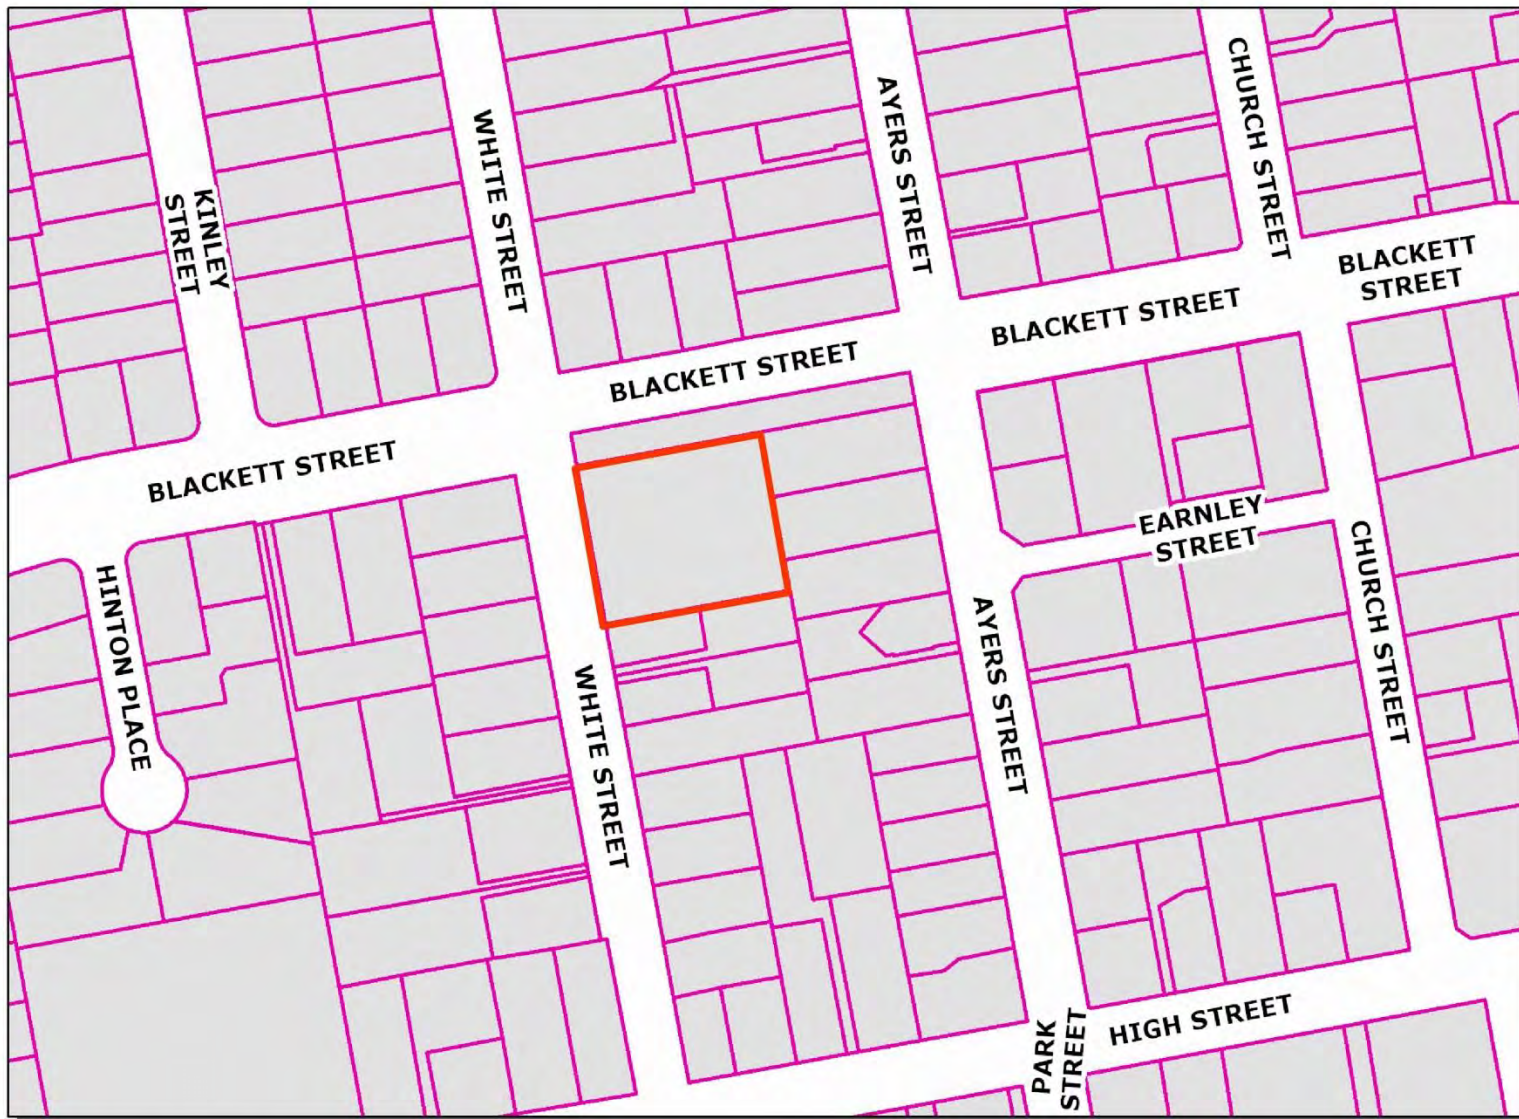 CHURCH STREET
AYERS STREET
WHITE STREET
KINLEY
STREET
BLACKETT
STREET
BLACKETT STREET
BLACKETT STREET
BLACKETT STREET
EARNLEY
STREET
HINTON PLACE
CHURCH STREET
AYERS STREET
WHITE STREET
HIGH STREET
PARK
STREET